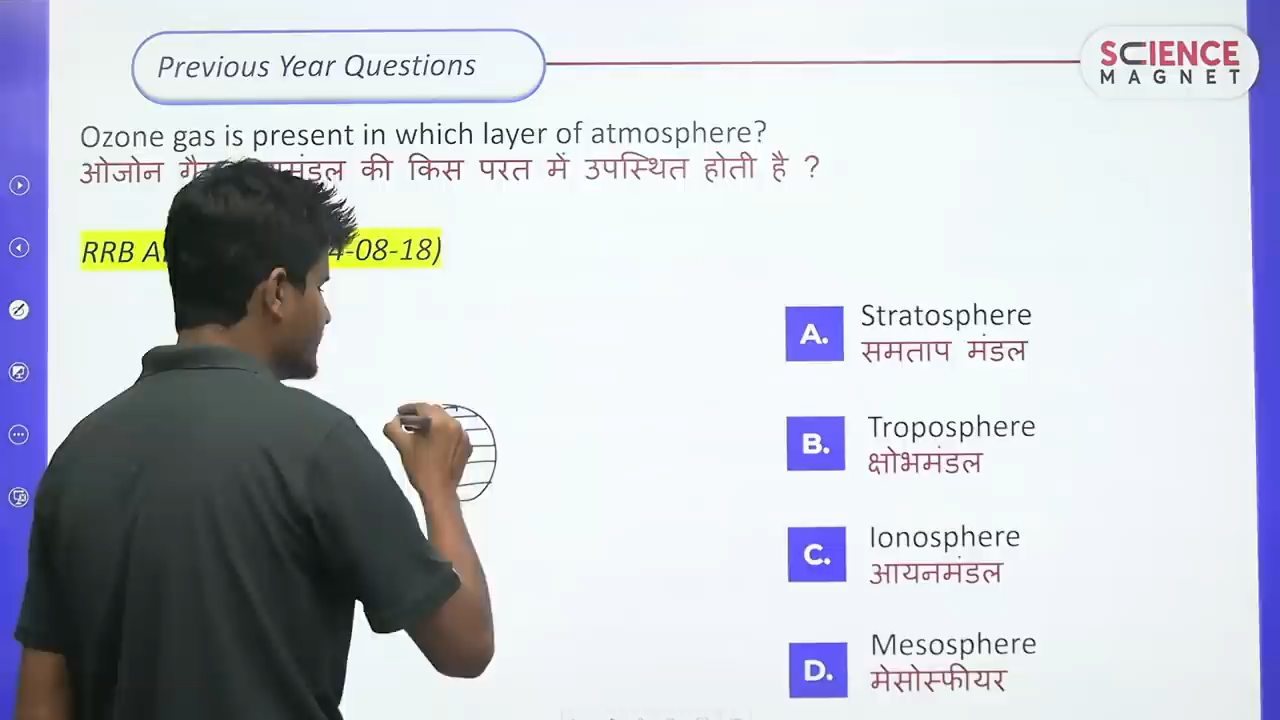 Previous Year Questions
SCIENCE
MAGNET
Ozone gas is present in which layer of atmosphere?
ओजोन की किस परत में उपस्थित होती है ?
RRB -08-18)
A.
Stratosphere
समताप मंडल
B.
Troposphere
क्षोभमंडल
C.
Ionosphere
आयनमंडल
D.
Mesosphere
मेसोस्फीयर